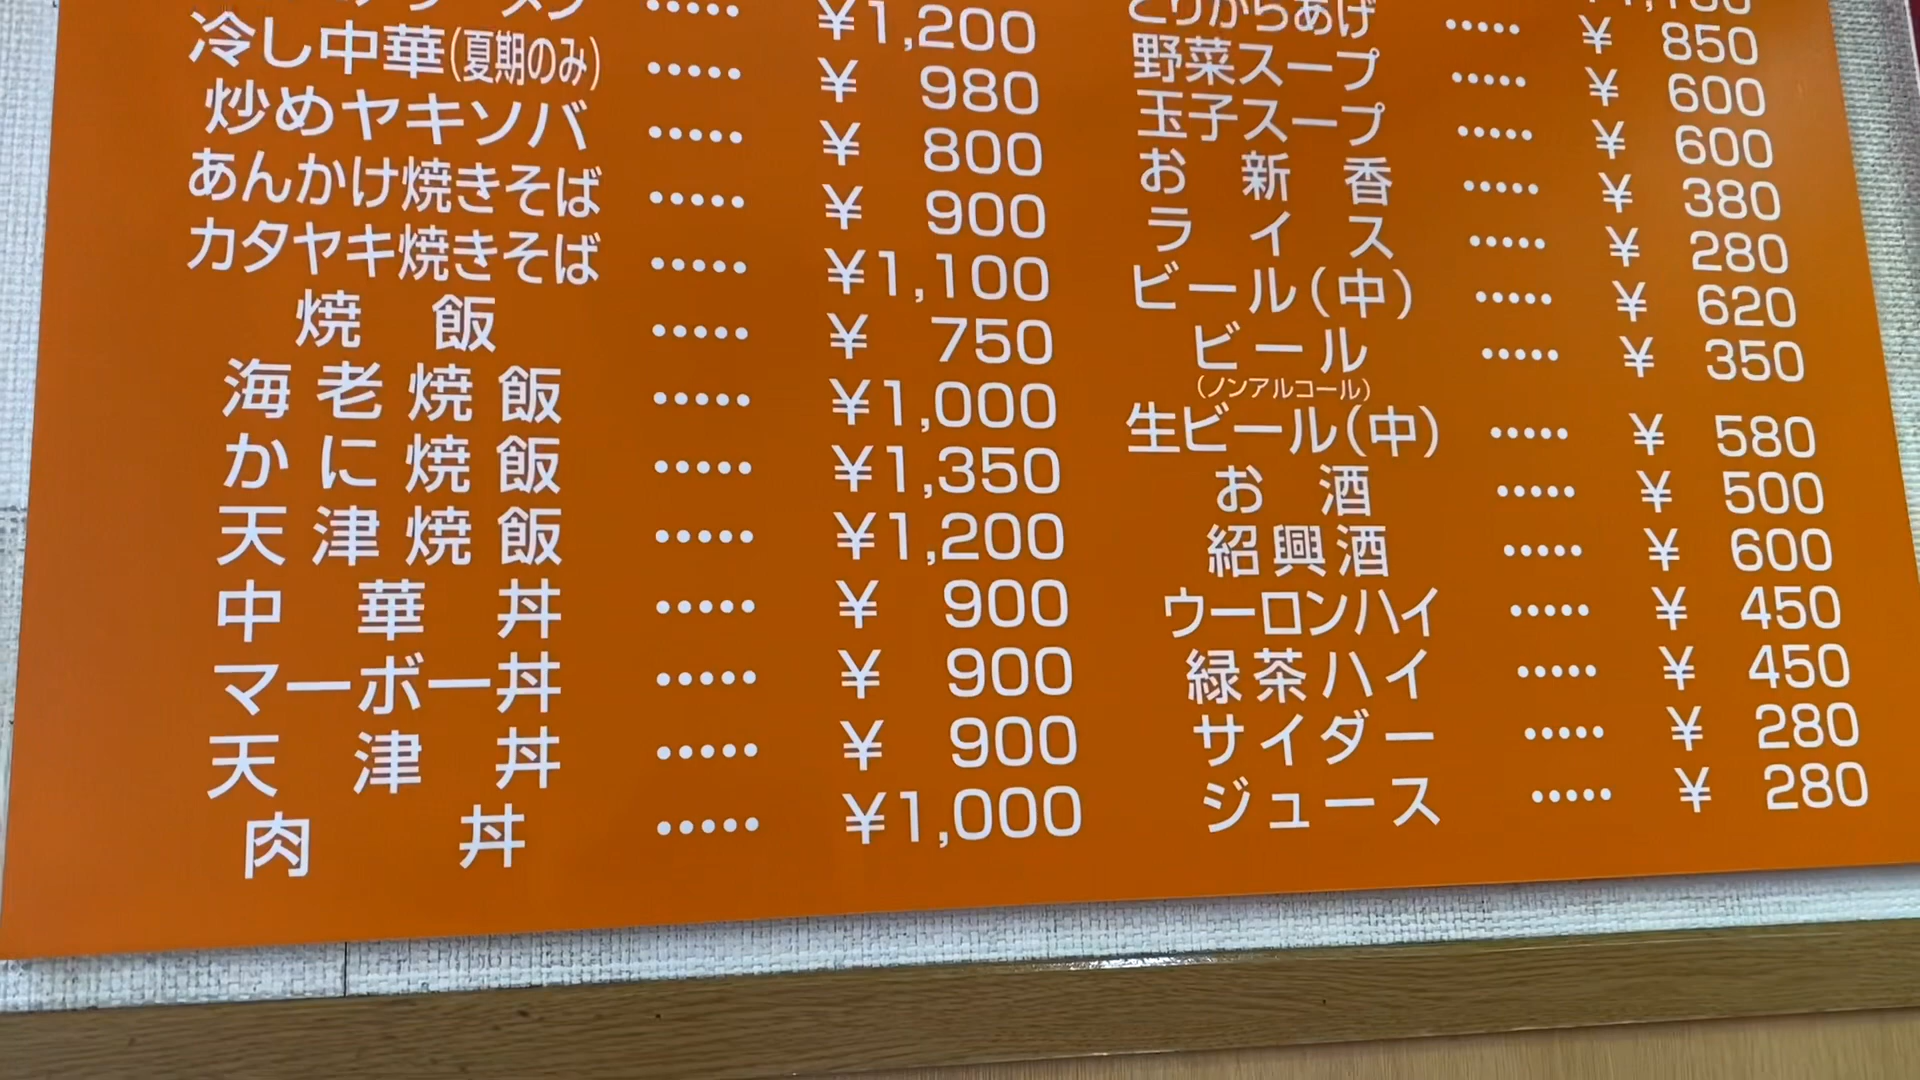 ラーメン ····· ¥1,200
冷し中華(夏期のみ) ····· ¥980
炒めヤキソバ ····· ¥800
あんかけ焼きそば ····· ¥900
カタヤキ焼きそば ····· ¥1,100
焼飯 ····· ¥750
海老焼飯 ····· ¥1,000
かに焼飯 ····· ¥1,350
天津焼飯 ····· ¥1,200
中華丼 ····· ¥900
マーボー丼 ····· ¥900
天津丼 ····· ¥900
肉丼 ····· ¥1,000
とりからあげ ····· ¥850
野菜スープ ····· ¥600
玉子スープ ····· ¥600
お新香 ····· ¥380
ライス ····· ¥280
ビール(中) ····· ¥620
ビール ····· ¥350
(ノンアルコール)
生ビール(中) ····· ¥580
お酒 ····· ¥500
紹興酒 ····· ¥600
ウーロンハイ ····· ¥450
緑茶ハイ ····· ¥450
サイダー ····· ¥280
ジュース ····· ¥280